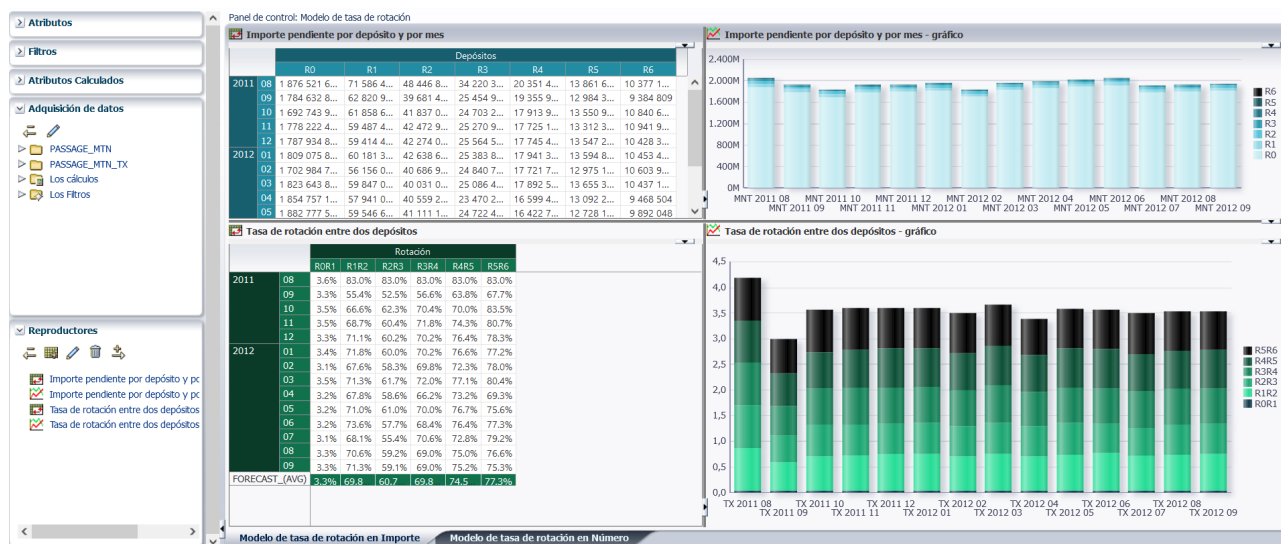 Atributos
Filtros
Atributos Calculados
Adquisición de datos
PASSAGE_MTN
PASSAGE_MTN_TX
Los cálculos
Los Filtros
Reproductores
Importe pendiente por depósito y pc
Importe pendiente por depósito y pc
Tasa de rotación entre dos depósitos
Tasa de rotación entre dos depósitos
Panel de control: Modelo de tasa de rotación
Importe pendiente por depósito y por mes
Depósitos
R0 R1 R2 R3 R4 R5 R6
2011 08 1 876 521 6... 71 586 4... 48 446 8... 34 220 3... 20 351 4... 13 861 6... 10 377 1...
09 1 784 632 8... 62 820 9... 39 681 4... 25 454 9... 19 355 9... 12 984 3... 9 384 809
10 1 692 743 9... 61 858 6... 41 837 0... 24 703 2... 17 913 9... 13 550 9... 10 840 6...
11 1 778 222 4... 59 487 4... 42 472 9... 25 270 9... 17 725 1... 13 312 3... 10 941 9...
12 1 787 934 8... 59 414 4... 42 274 0... 25 564 5... 17 745 4... 13 547 2... 10 428 3...
2012 01 1 809 075 8... 60 181 3... 42 638 6... 25 383 8... 17 941 3... 13 594 8... 10 453 4...
02 1 702 984 7... 56 156 0... 40 686 9... 24 840 7... 17 721 7... 12 975 1... 10 603 9...
03 1 823 643 8... 59 847 0... 40 031 0... 25 086 4... 17 892 5... 13 655 3... 10 437 1...
04 1 854 757 1... 57 941 0... 40 559 2... 23 470 2... 16 599 4... 13 092 2... 9 468 504
05 1 882 777 5... 59 546 6... 41 111 1... 24 722 4... 16 422 7... 12 728 1... 9 892 048
Importe pendiente por depósito y por mes - gráfico
2.400M
2.000M
1.600M
1.200M
800M
400M
0M
MNT 2011 08 MNT 2011 10 MNT 2011 12 MNT 2012 02 MNT 2012 04 MNT 2012 06 MNT 2012 08
MNT 2011 09 MNT 2011 11 MNT 2012 01 MNT 2012 03 MNT 2012 05 MNT 2012 07 MNT 2012 09
R6
R5
R4
R3
R2
R1
R0
Tasa de rotación entre dos depósitos
Rotación
R0R1 R1R2 R2R3 R3R4 R4R5 R5R6
2011 08 3.6% 83.0% 83.0% 83.0% 83.0% 83.0%
09 3.3% 55.4% 52.5% 56.6% 63.8% 67.7%
10 3.5% 66.6% 62.3% 70.4% 70.0% 83.5%
11 3.5% 68.7% 60.4% 71.8% 74.3% 80.7%
12 3.3% 71.1% 60.2% 70.2% 76.4% 78.3%
2012 01 3.4% 71.8% 60.0% 70.2% 76.6% 77.2%
02 3.1% 67.6% 58.3% 69.8% 72.3% 78.0%
03 3.5% 71.3% 61.7% 72.0% 77.1% 80.4%
04 3.2% 67.8% 58.6% 66.2% 73.2% 69.3%
05 3.2% 71.0% 61.0% 70.0% 76.7% 75.6%
06 3.2% 73.6% 57.7% 68.4% 76.4% 77.3%
07 3.1% 68.1% 55.4% 70.6% 72.8% 79.2%
08 3.3% 70.6% 59.2% 69.0% 75.0% 76.6%
09 3.3% 71.3% 59.1% 69.0% 75.2% 75.3%
FORECAST_(AVG) 3.3% 69.8 60.7 69.8 74.5 77.3%
Tasa de rotación entre dos depósitos - gráfico
4,5
4,0
3,5
3,0
2,5
2,0
1,5
1,0
0,5
0,0
TX 2011 08 TX 2011 10 TX 2011 12 TX 2012 02 TX 2012 04 TX 2012 06 TX 2012 08
TX 2011 09 TX 2011 11 TX 2012 01 TX 2012 03 TX 2012 05 TX 2012 07 TX 2012 09
R5R6
R4R5
R3R4
R2R3
R1R2
R0R1
Modelo de tasa de rotación en Importe
Modelo de tasa de rotación en Número